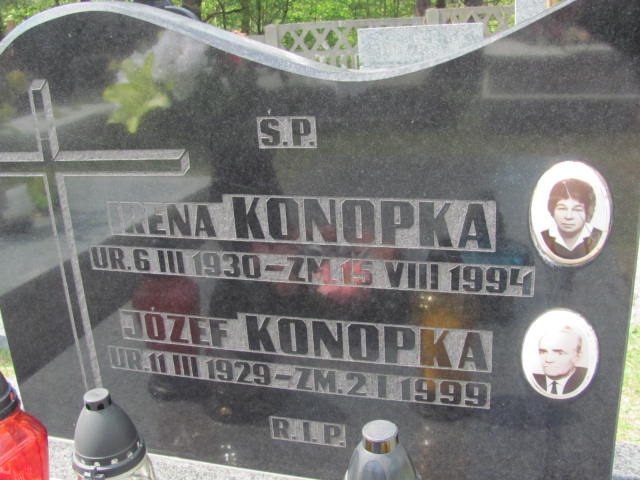 Ś.P.
IRENA KONOPKA
UR. 6 III 1930 - ZM. 15 VIII 1994
JÓZEF KONOPKA
UR. 11 III 1929 - ZM. 2 I 1999
R.I.P.